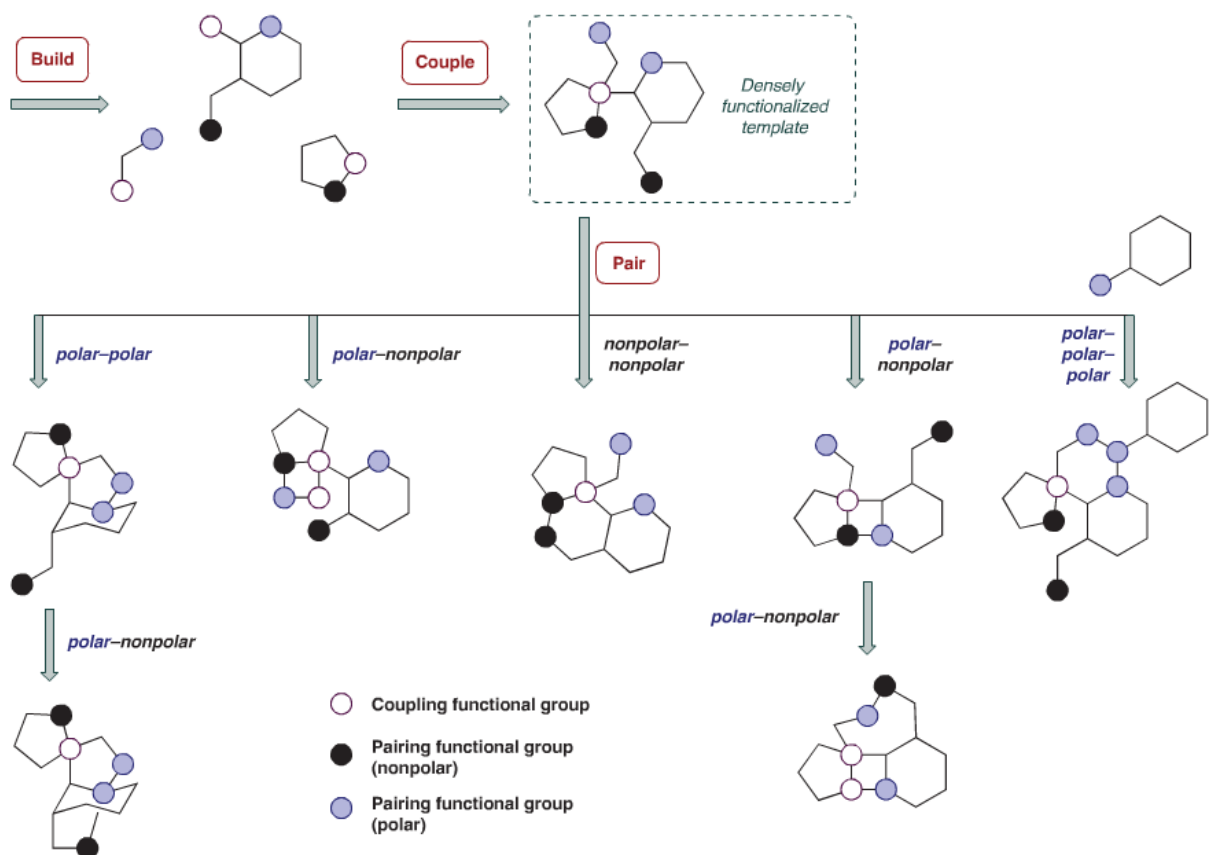 Build
Couple
Densely
functionalized
template
Pair
polar–polar
polar–nonpolar
nonpolar–
nonpolar
polar–
nonpolar
polar–
polar–
polar
polar–nonpolar
polar–nonpolar
Coupling functional group
Pairing functional group
(nonpolar)
Pairing functional group
(polar)